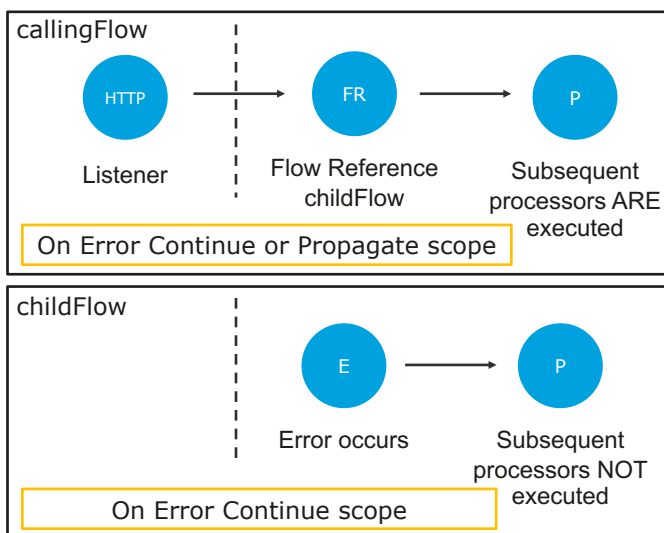 callingFlow
HTTP
FR
P
Listener
Flow Reference
childFlow
Subsequent
processors ARE
executed
On Error Continue or Propagate scope
childFlow
E
P
Error occurs
Subsequent
processors NOT
executed
On Error Continue scope